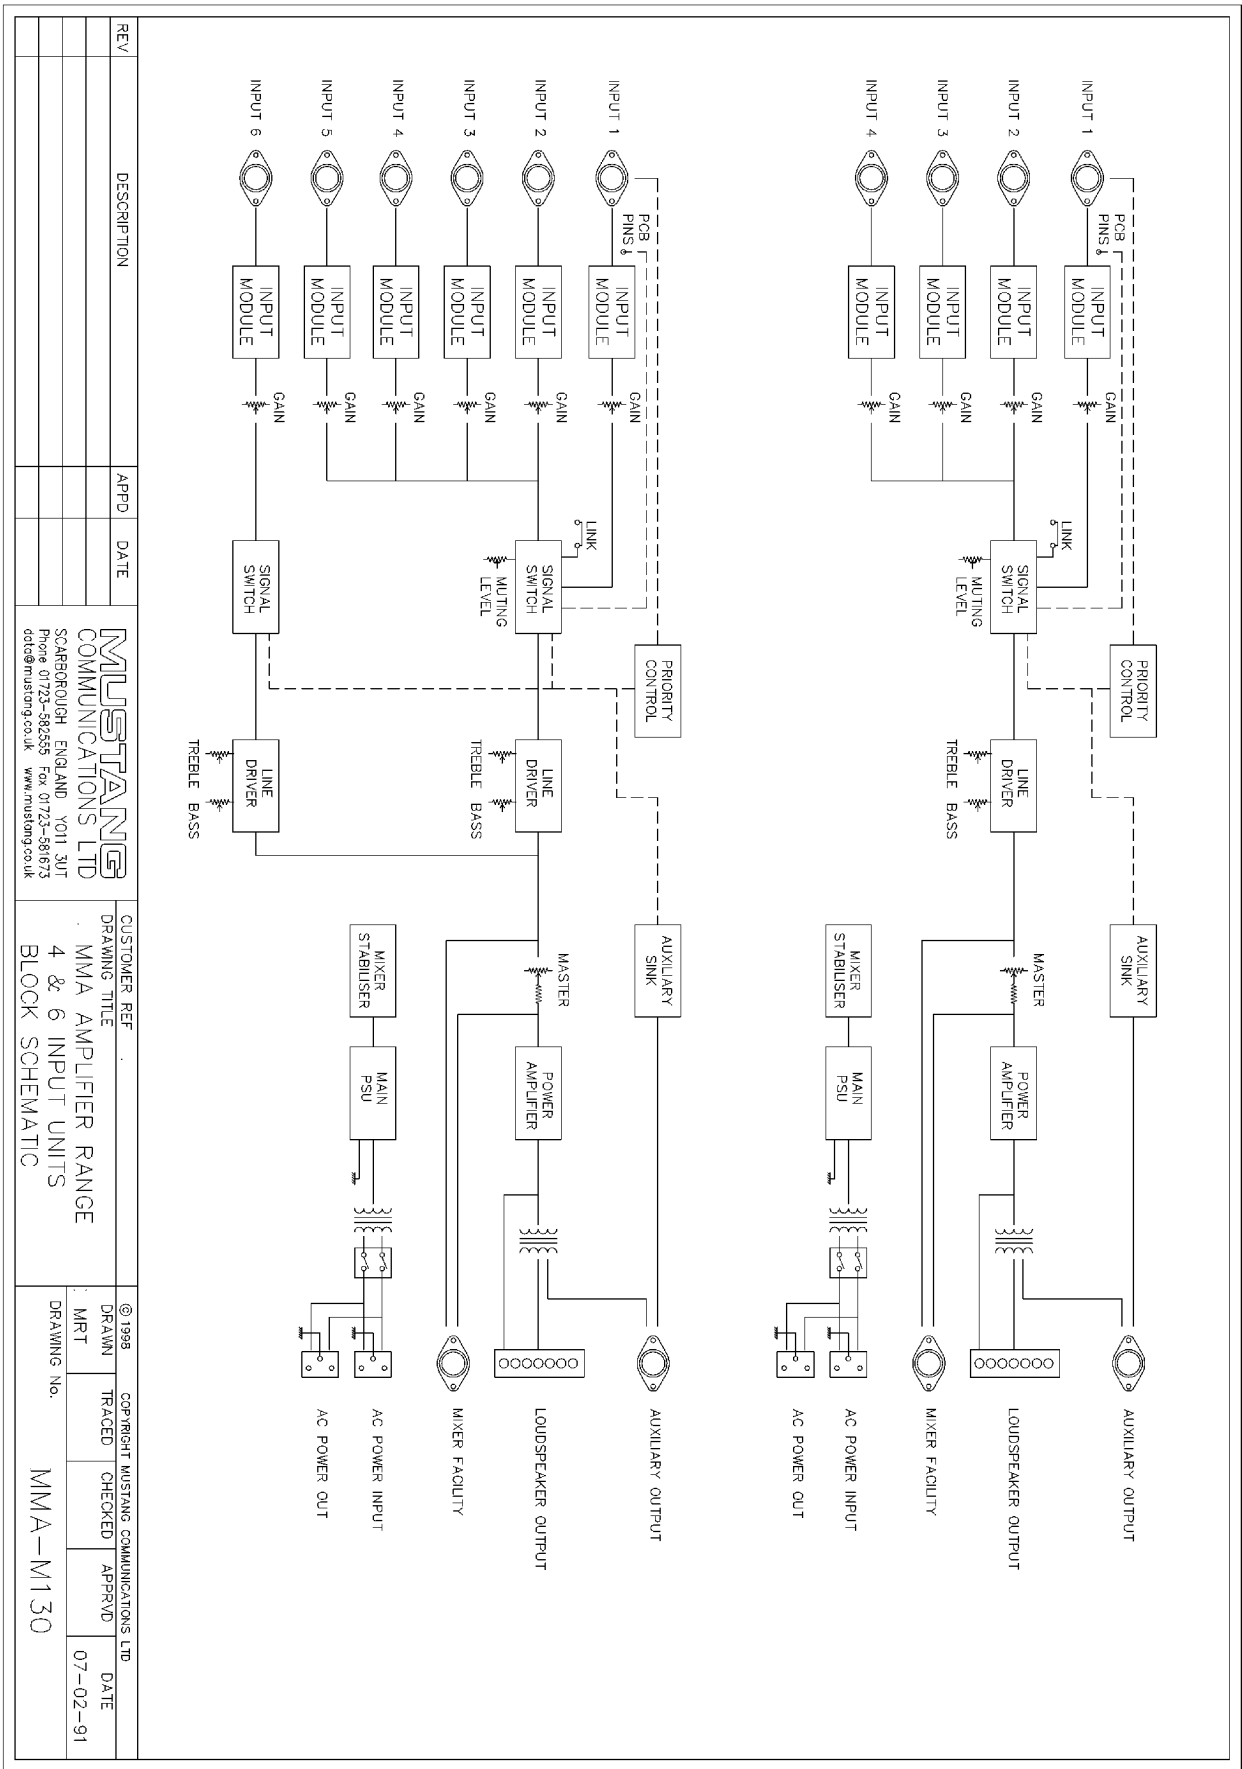 INPUT 1
INPUT 2
INPUT 3
INPUT 4
PCB
PINS
INPUT
MODULE
INPUT
MODULE
INPUT
MODULE
INPUT
MODULE
GAIN
GAIN
GAIN
GAIN
LINK
SIGNAL
SWITCH
MUTING
LEVEL
PRIORITY
CONTROL
LINE
DRIVER
TREBLE BASS
AUXILIARY
SINK
MASTER
MIXER
STABILISER
POWER
AMPLIFIER
MAIN
PSU
AUXILIARY OUTPUT
LOUDSPEAKER OUTPUT
MIXER FACILITY
AC POWER INPUT
AC POWER OUT
INPUT 1
INPUT 2
INPUT 3
INPUT 4
INPUT 5
INPUT 6
PCB
PINS
INPUT
MODULE
INPUT
MODULE
INPUT
MODULE
INPUT
MODULE
INPUT
MODULE
INPUT
MODULE
GAIN
GAIN
GAIN
GAIN
GAIN
GAIN
LINK
SIGNAL
SWITCH
MUTING
LEVEL
SIGNAL
SWITCH
PRIORITY
CONTROL
LINE
DRIVER
TREBLE BASS
LINE
DRIVER
TREBLE BASS
AUXILIARY
SINK
MASTER
MIXER
STABILISER
POWER
AMPLIFIER
MAIN
PSU
AUXILIARY OUTPUT
LOUDSPEAKER OUTPUT
MIXER FACILITY
AC POWER INPUT
AC POWER OUT
REV DESCRIPTION APPD DATE
MUSTANG
COMMUNICATIONS LTD
SCARBOROUGH ENGLAND YO11 3UT
Phone 01723-582555 Fax 01723-581673
data@mustang.co.uk www.mustang.co.uk
CUSTOMER REF .
DRAWING TITLE
. MMA AMPLIFIER RANGE
4 & 6 INPUT UNITS
BLOCK SCHEMATIC
© 1998 COPYRIGHT MUSTANG COMMUNICATIONS LTD
DRAWN TRACED CHECKED APPRVD DATE
: MRT 07-02-91
DRAWING No.
MMA-M130